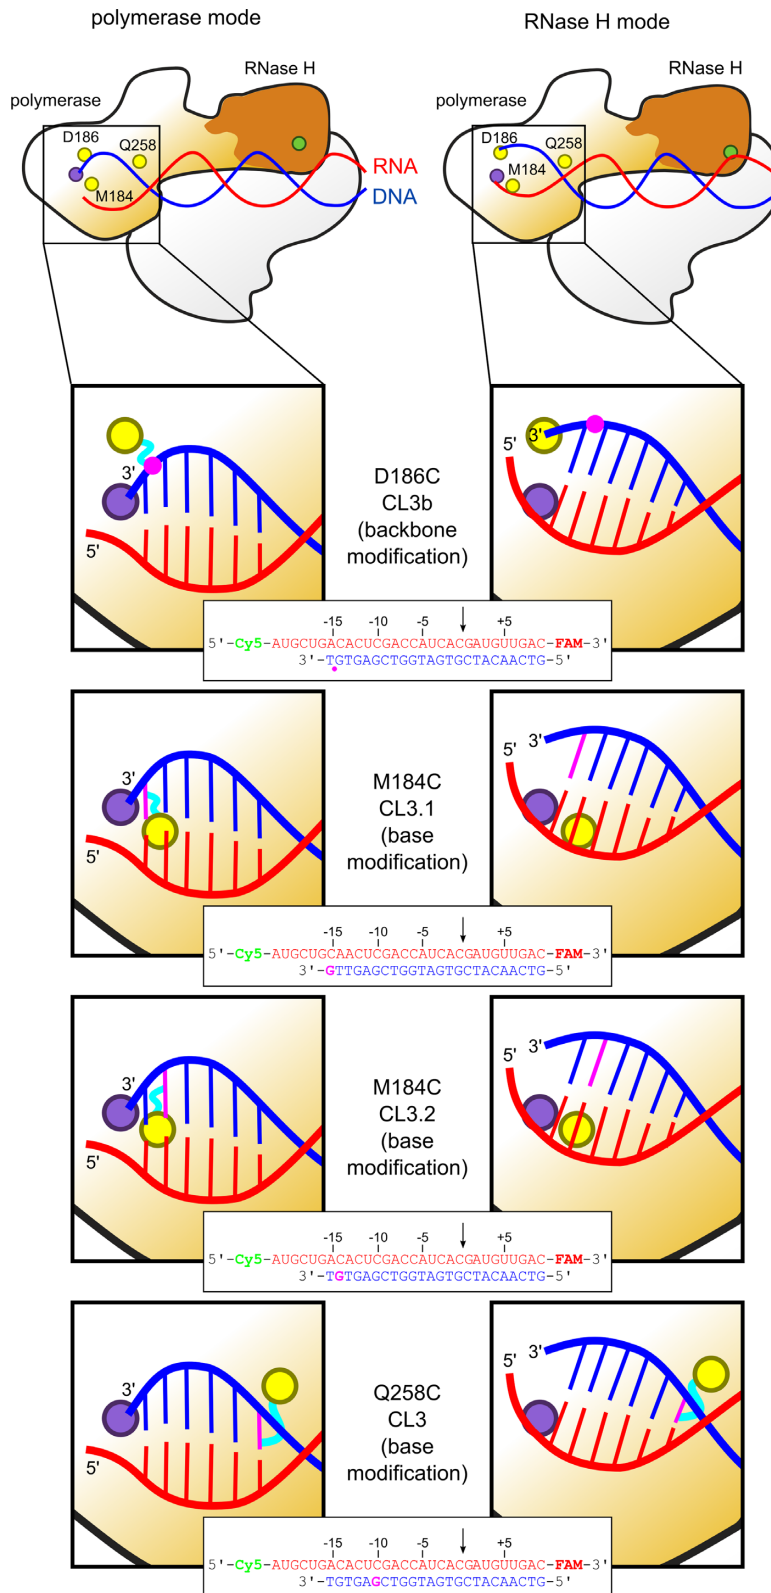 polymerase mode
RNase H mode
RNase H
RNase H
polymerase
polymerase
D186
Q258
M184
D186
Q258
M184
RNA
DNA
3'
5'
D186C
CL3b
(backbone
modification)
5'
3'
-15 -10 -5 +5
5'-Cy5-AUGCUGACACUCGACCAUCACGAUGUUGAC-FAM-3'
3'-TGTGAGCTGGTAGTGCTACAACTG-5'
3'
5'
M184C
CL3.1
(base
modification)
5'
3'
-15 -10 -5 +5
5'-Cy5-AUGCUGCAACUCGACCAUCACGAUGUUGAC-FAM-3'
3'-GTTGAGCTGGTAGTGCTACAACTG-5'
3'
5'
M184C
CL3.2
(base
modification)
5'
3'
-15 -10 -5 +5
5'-Cy5-AUGCUGACACUCGACCAUCACGAUGUUGAC-FAM-3'
3'-TGTGAGCTGGTAGTGCTACAACTG-5'
3'
5'
Q258C
CL3
(base
modification)
5'
3'
-15 -10 -5 +5
5'-Cy5-AUGCUGACACUCGACCAUCACGAUGUUGAC-FAM-3'
3'-TGTGAGCTGGTAGTGCTACAACTG-5'